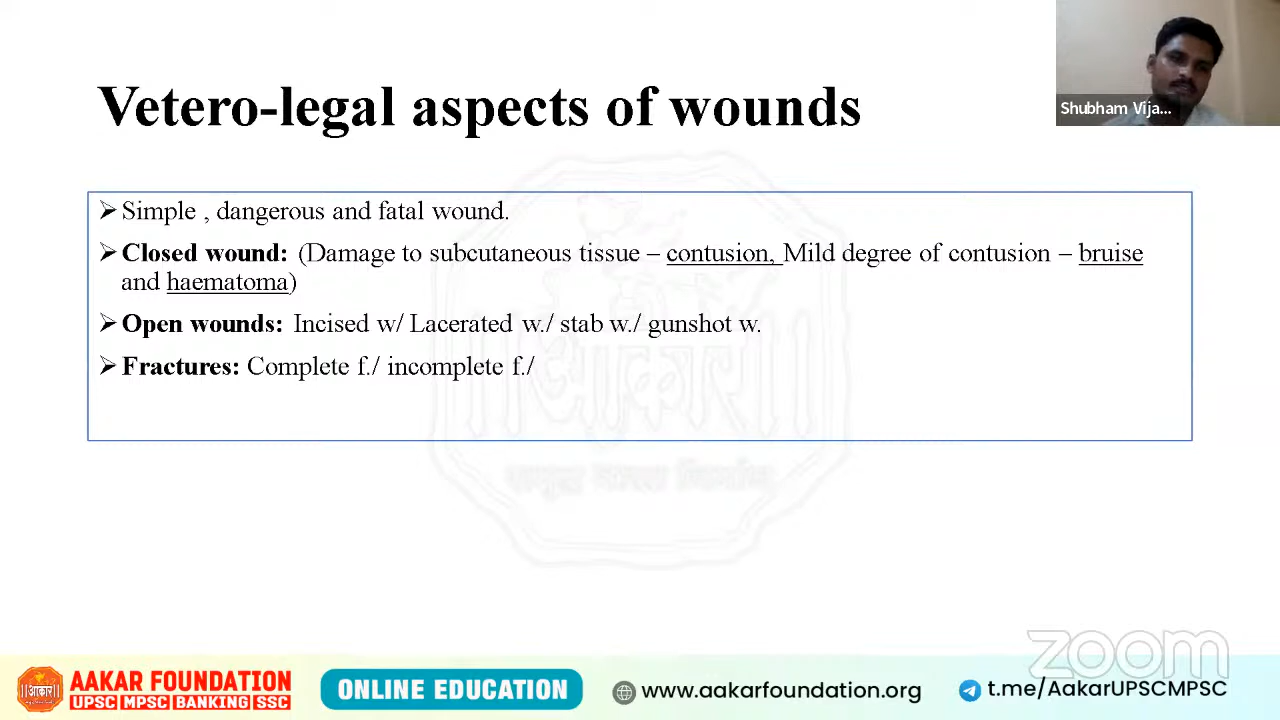 Vetero-legal aspects of wounds
Shubham Vija...
➢Simple , dangerous and fatal wound.
➢Closed wound: (Damage to subcutaneous tissue – contusion, Mild degree of contusion – bruise
and haematoma)
➢Open wounds: Incised w/ Lacerated w./ stab w./ gunshot w.
➢Fractures: Complete f./ incomplete f./
आकार
zoom
आकार
AAKAR FOUNDATION
UPSC MPSC BANKING SSC
ONLINE EDUCATION
www.aakarfoundation.org
t.me/AakarUPSCMPSC